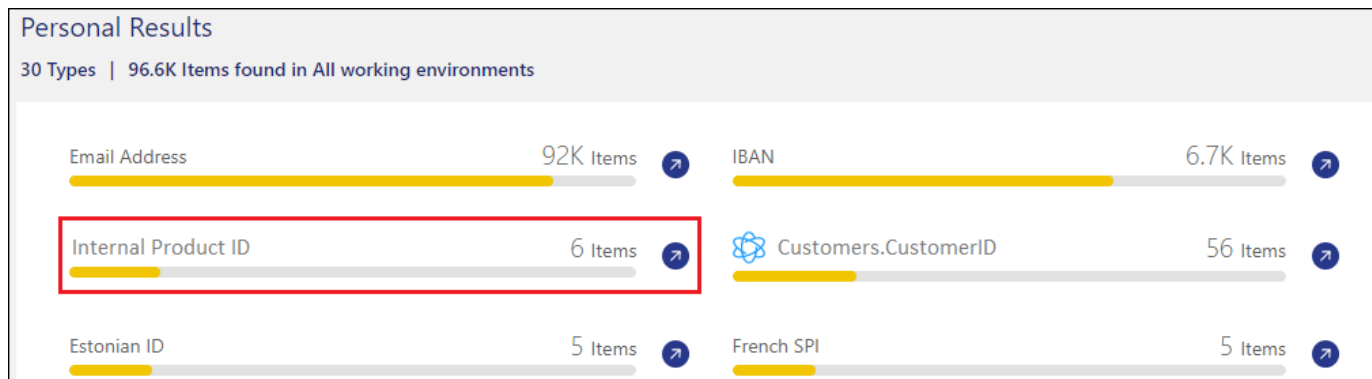 Personal Results
30 Types | 96.6K Items found in All working environments
Email Address 92K Items
IBAN 6.7K Items
Internal Product ID 6 Items
Customers.CustomerID 56 Items
Estonian ID 5 Items
French SPI 5 Items